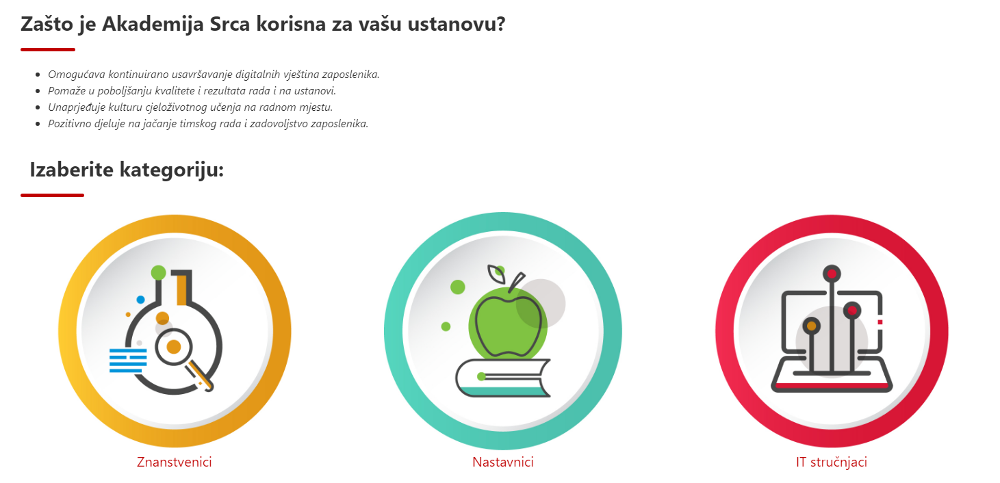 Zašto je Akademija Srca korisna za vašu ustanovu?
Omogućava kontinuirano usavršavanje digitalnih vještina zaposlenika.
Pomaže u poboljšanju kvalitete i rezultata rada i na ustanovi.
Unaprjeđuje kulturu cjeloživotnog učenja na radnom mjestu.
Pozitivno djeluje na jačanje timskog rada i zadovoljstvo zaposlenika.
Izaberite kategoriju:
Znanstvenici
Nastavnici
IT stručnjaci